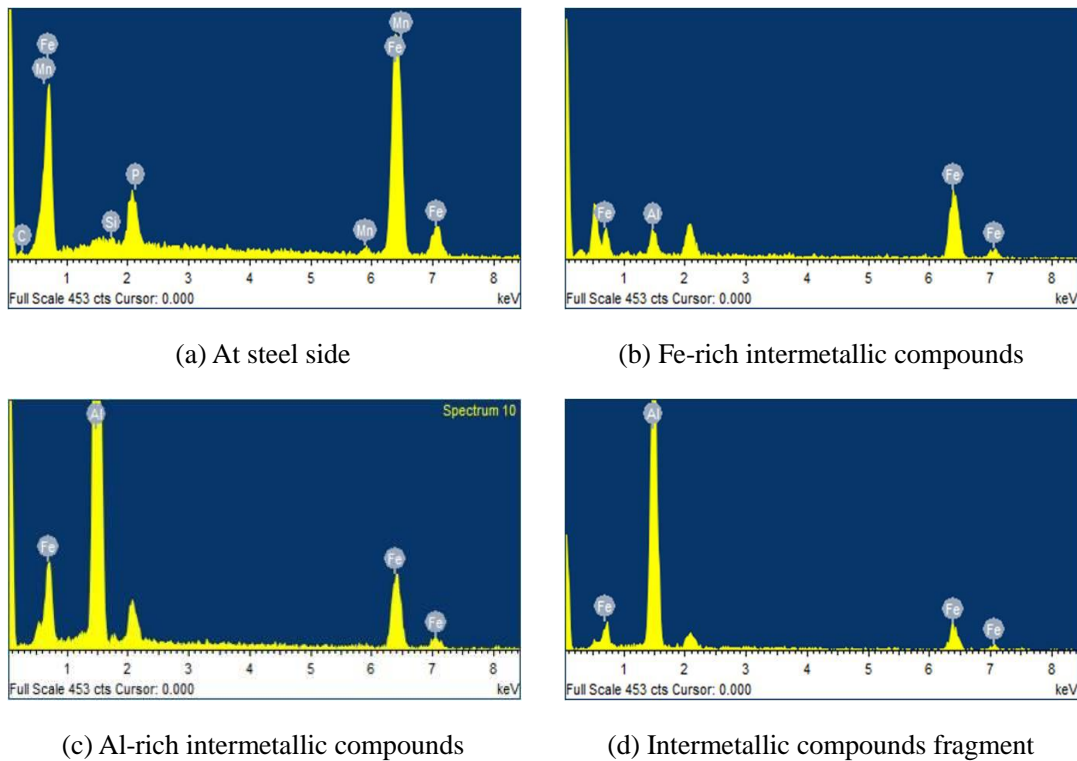 Fe
Mn
C
Si
P
Mn
Mn
Fe
Fe
1 2 3 4 5 6 7 8
Full Scale 453 cts Cursor: 0.000 keV
(a) At steel side
Fe
Al
Fe
Fe
1 2 3 4 5 6 7 8
Full Scale 453 cts Cursor: 0.000 keV
(b) Fe-rich intermetallic compounds
Spectrum 10
Fe
Al
Fe
Fe
1 2 3 4 5 6 7 8
Full Scale 453 cts Cursor: 0.000 keV
(c) Al-rich intermetallic compounds
Fe
Al
Fe
Fe
1 2 3 4 5 6 7 8
Full Scale 453 cts Cursor: 0.000 keV
(d) Intermetallic compounds fragment